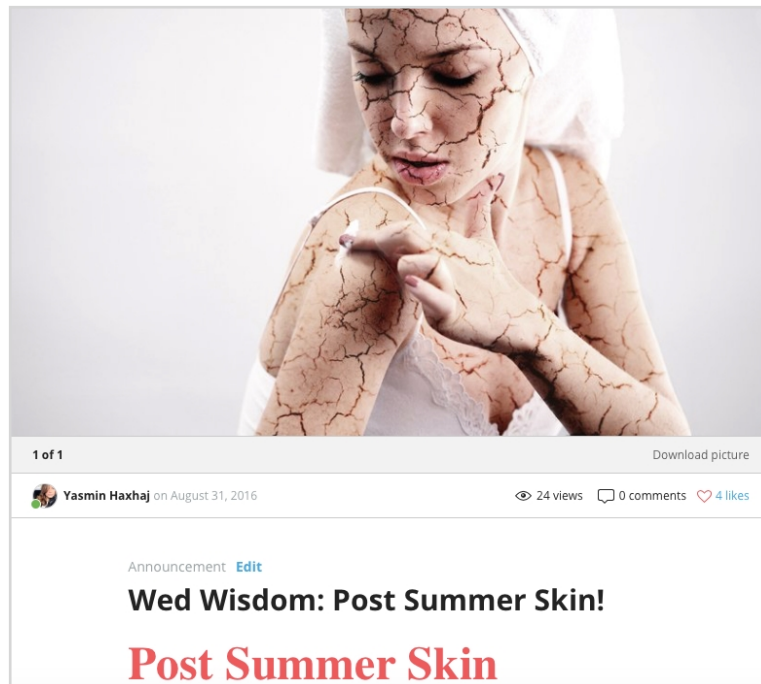 1 of 1 Download picture
Yasmin Haxhaj on August 31, 2016 24 views 0 comments 4 likes
Announcement Edit
Wed Wisdom: Post Summer Skin!
Post Summer Skin